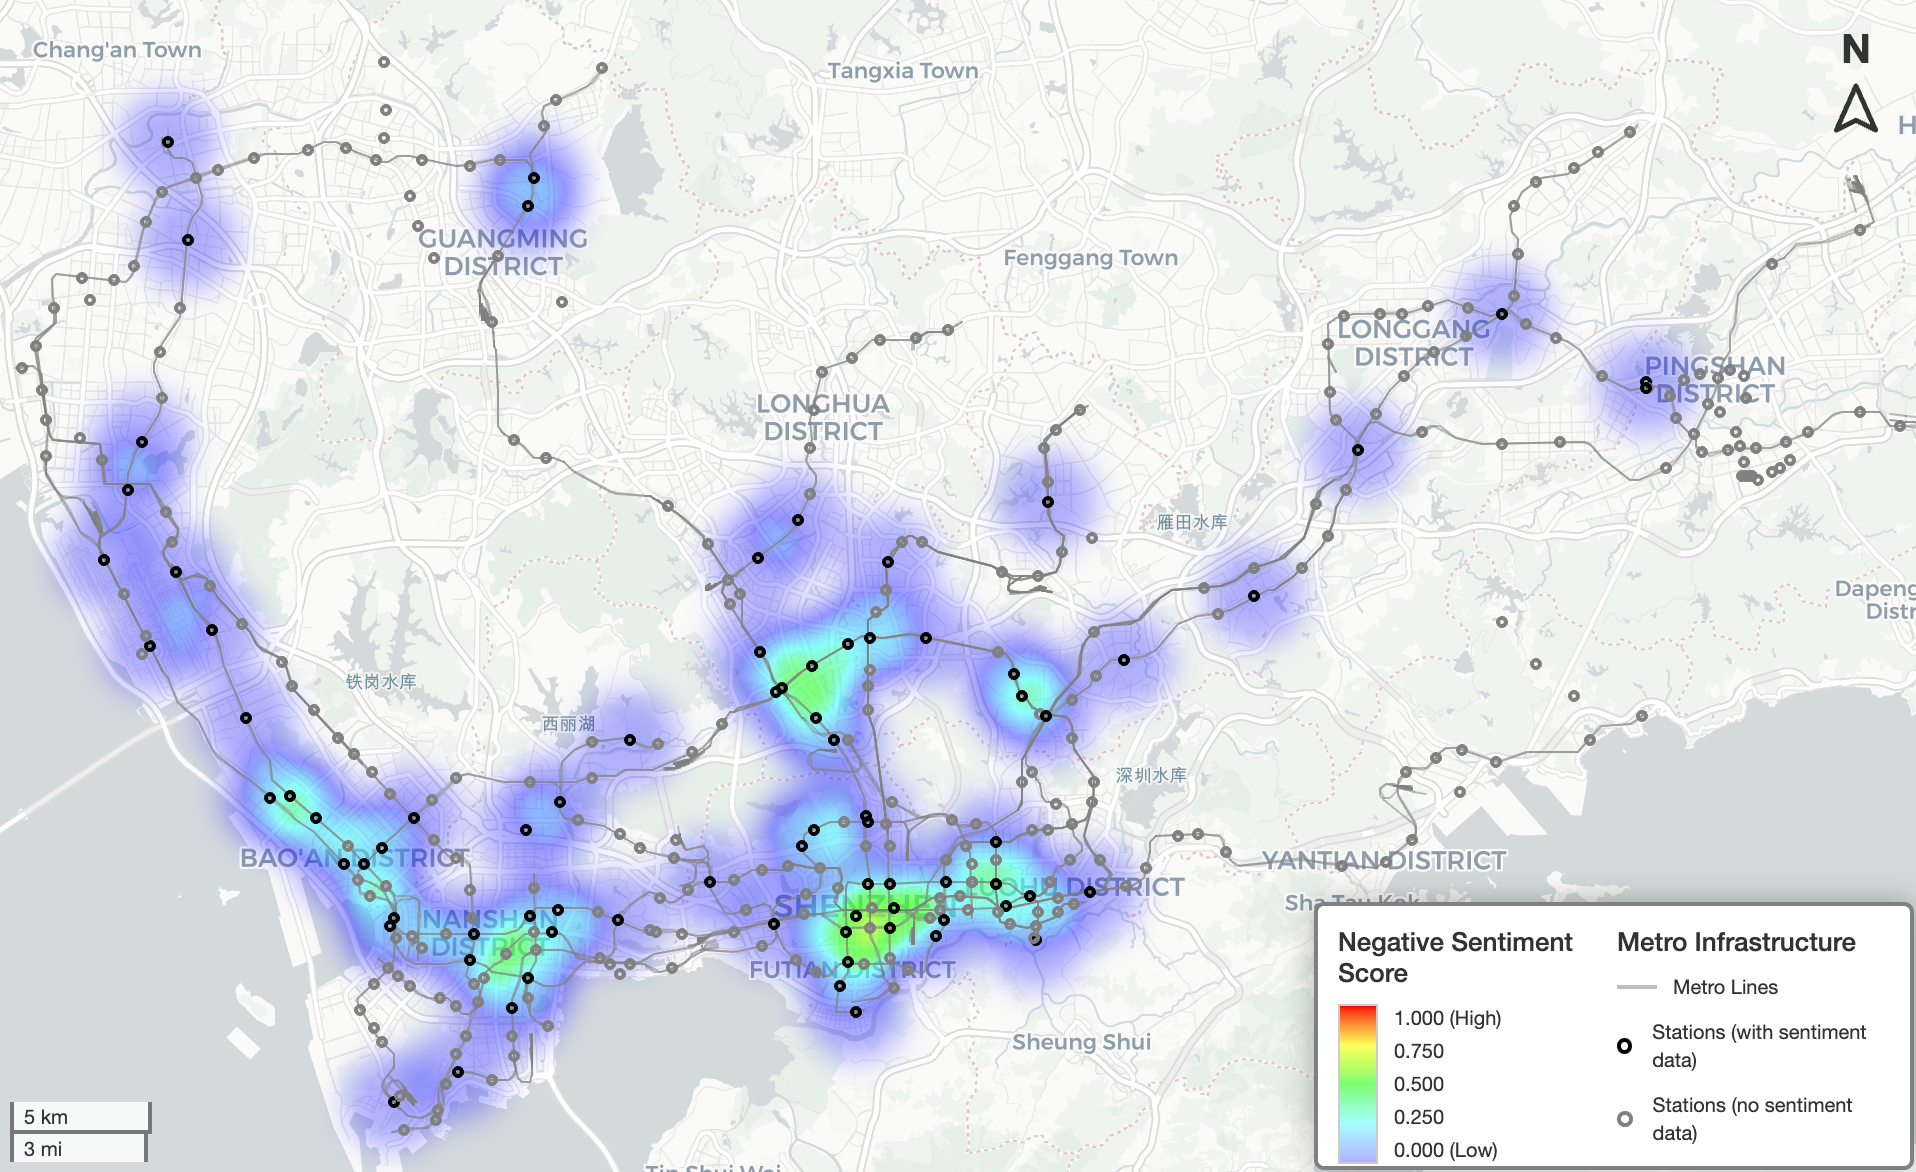 Chang'an Town
Tangxia Town
N
H
GUANGMING
DISTRICT
Fenggang Town
LONGGANG
DISTRICT
PINGSHAN
DISTRICT
LONGHUA
DISTRICT
雁田水库
Dapeng
Distr
铁岗水库
西丽湖
深圳水库
BAO'AN DISTRICT
YANTIAN DISTRICT
LUOHU DISTRICT
SHENZHEN
Sha Tau Kok
NANSHAN
DISTRICT
FUTIAN DISTRICT
Sheung Shui
Tin Shui Wai
5 km
3 mi
Negative Sentiment
Score
1.000 (High)
0.750
0.500
0.250
0.000 (Low)
Metro Infrastructure
Metro Lines
Stations (with sentiment
data)
Stations (no sentiment
data)